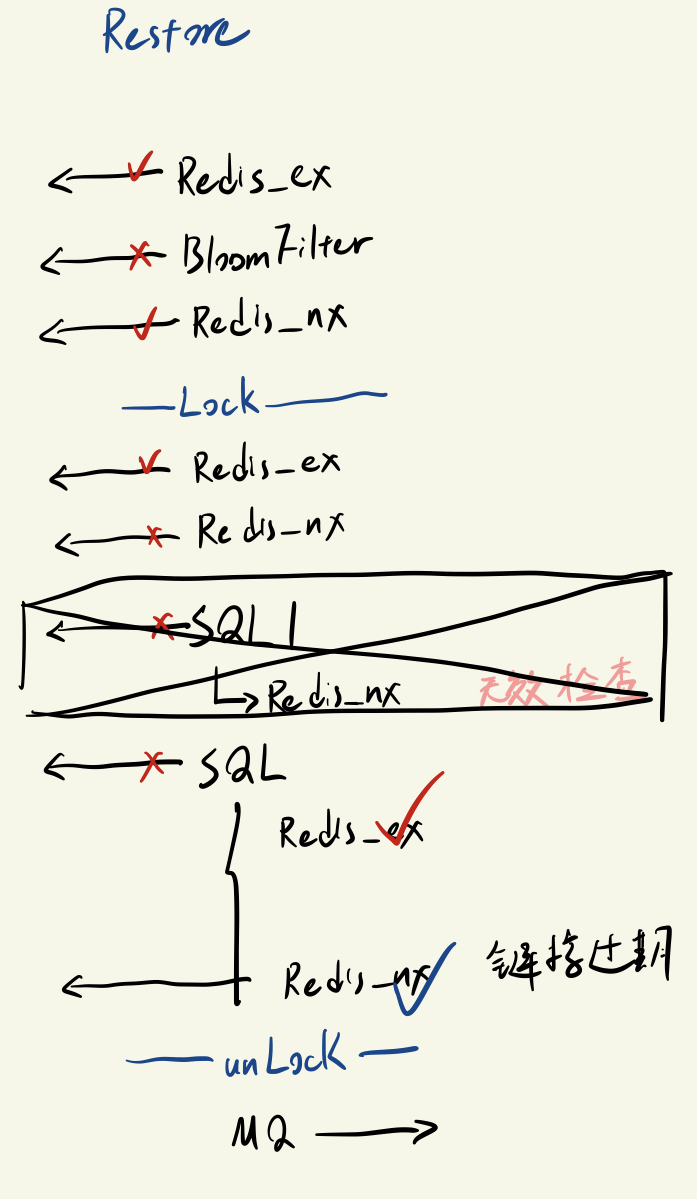 Restore
Redis_ex
BloomFilter
Redis_nx
Lock
Redis_ex
Redis_nx
SQL 1
Redis_nx
无效检查
SQL
Redis_ex
Redis_nx
链接过期
unLock
MQ